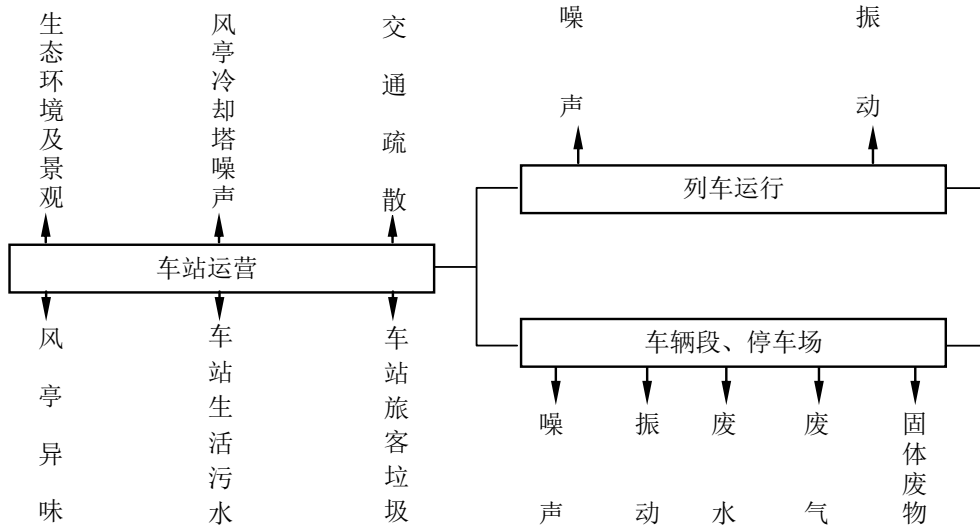 生态环境及景观
风亭冷却塔噪声
交通疏散
噪声
振动
列车运行
车站运营
车辆段、停车场
风亭异味
车站生活污水
车站旅客垃圾
噪声
振动
废水
废气
固体废物